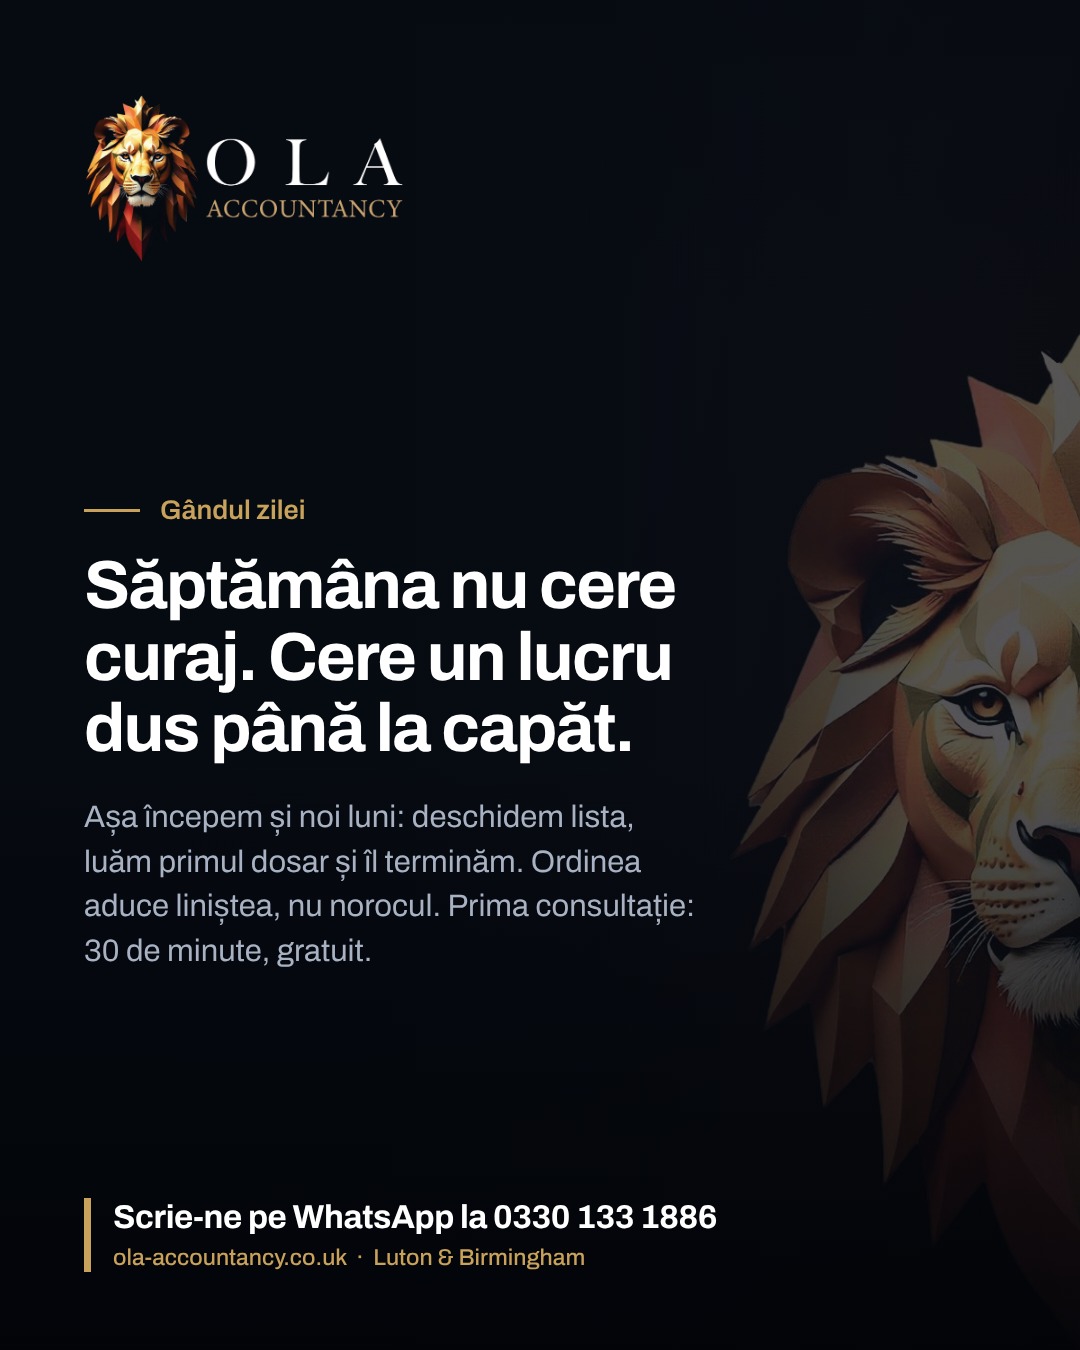 OLA
ACCOUNTANCY
Gândul zilei
Săptămâna nu cere
curaj. Cere un lucru
dus până la capăt.
Așa începem și noi luni: deschidem lista,
luăm primul dosar și îl terminăm. Ordinea
aduce liniștea, nu norocul. Prima consultație:
30 de minute, gratuit.
Scrie-ne pe WhatsApp la 0330 133 1886
ola-accountancy.co.uk · Luton & Birmingham